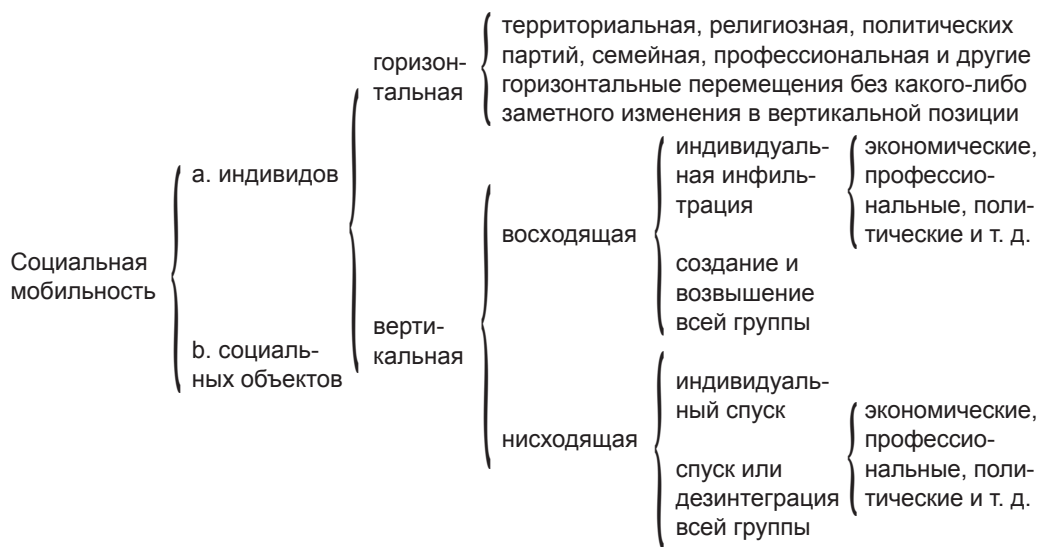 Социальная
мобильность
a. индивидов
b. социаль-
ных объектов
горизон-
тальная
территориальная, религиозная, политических
партий, семейная, профессиональная и другие
горизонтальные перемещения без какого-либо
заметного изменения в вертикальной позиции
верти-
кальная
восходящая
индивидуаль-
ная инфиль-
трация
создание и
возвышение
всей группы
экономические,
профессио-
нальные, поли-
тические и т. д.
нисходящая
индивидуаль-
ный спуск
спуск или
дезинтеграция
всей группы
экономические,
профессио-
нальные, поли-
тические и т. д.